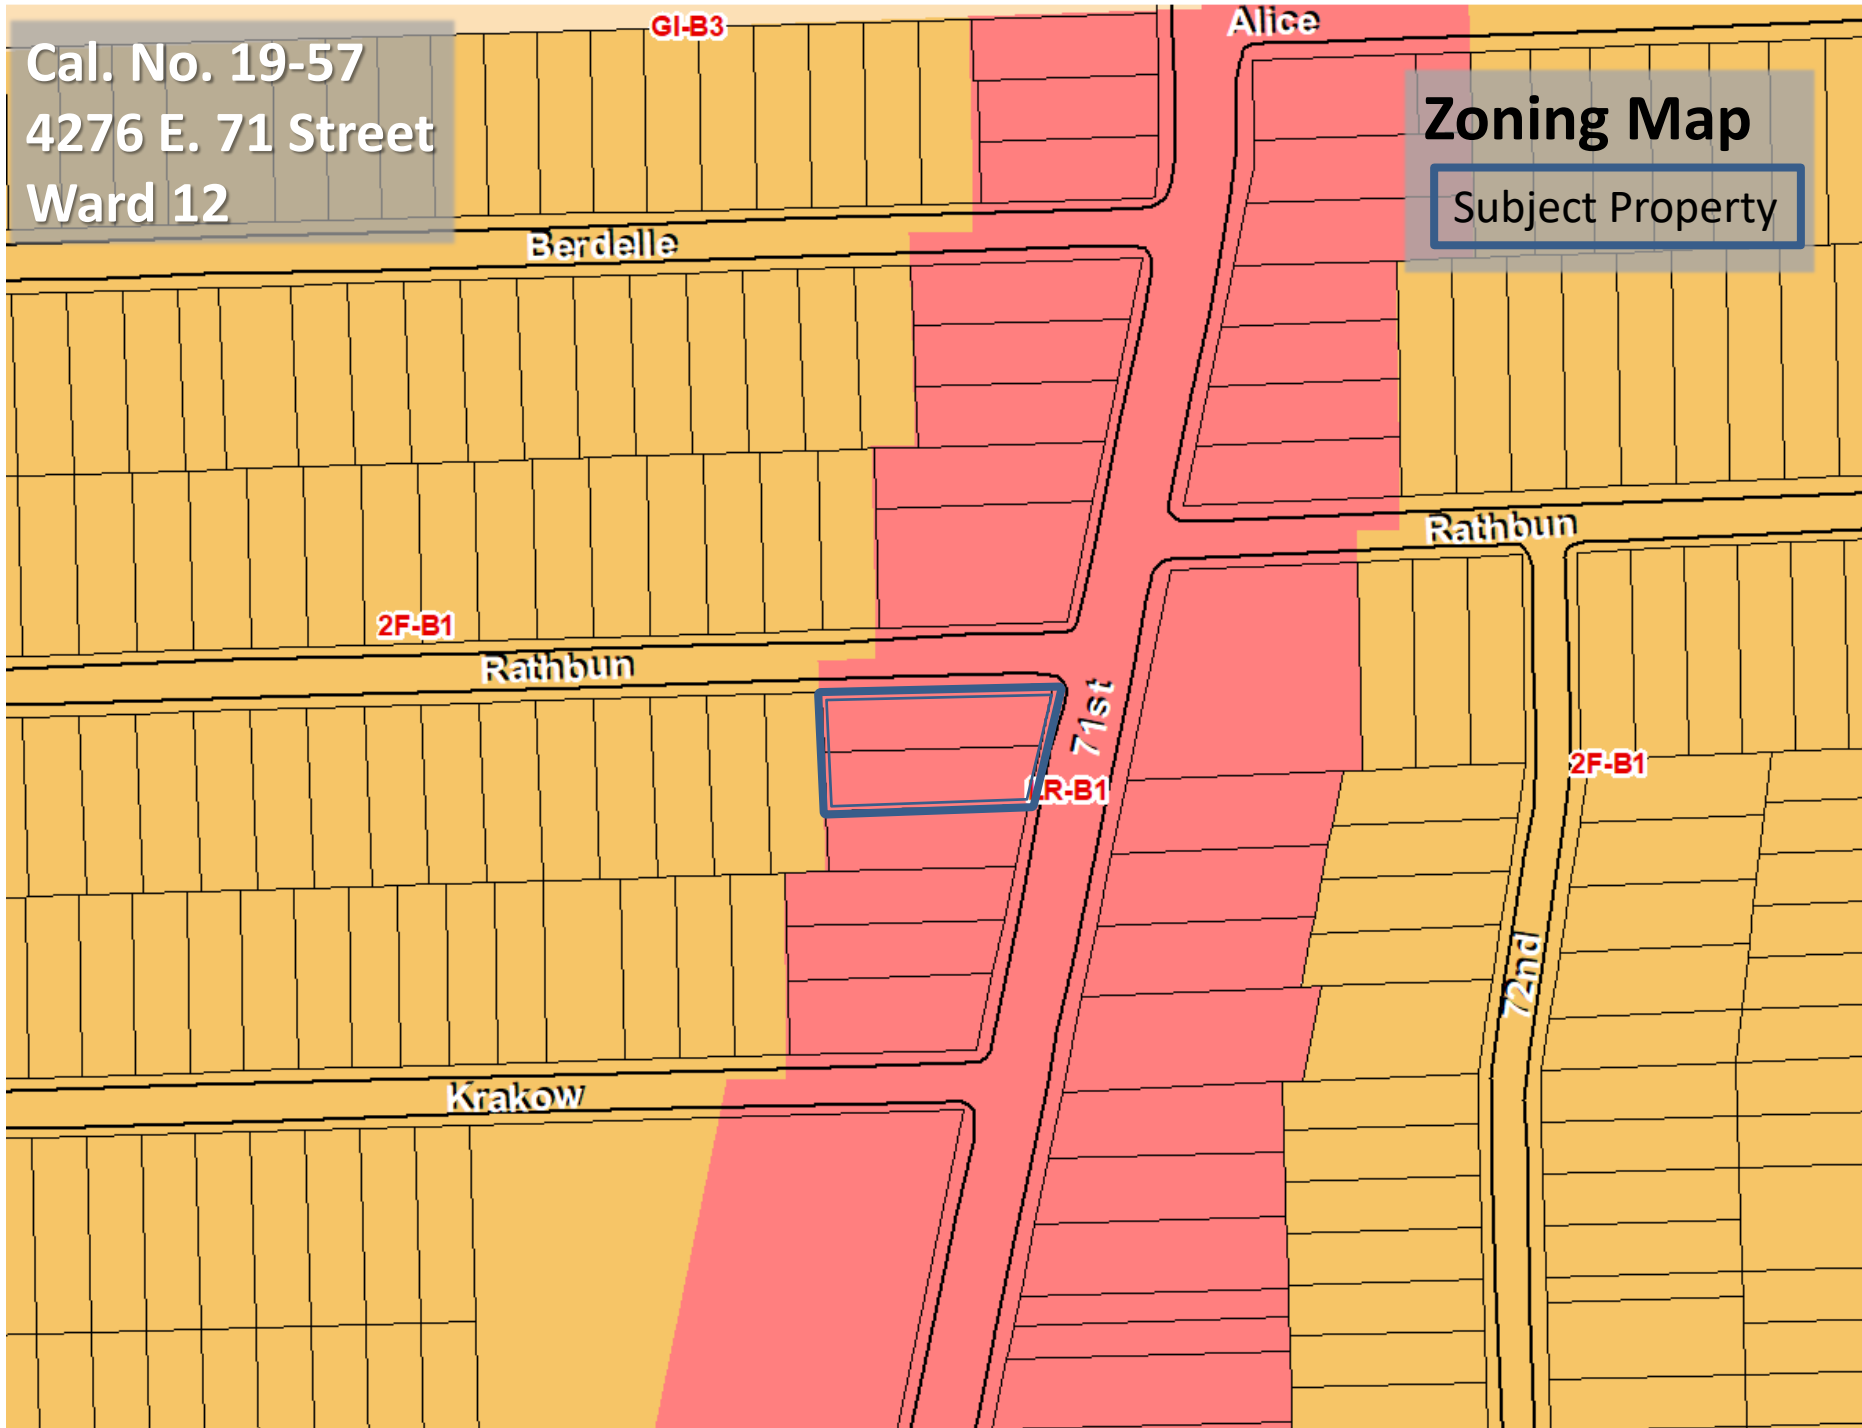 GI-B3
Alice
Cal. No. 19-57
4276 E. 71 Street
Ward 12
Zoning Map
Subject Property
Berdelle
Rathbun
2F-B1
Rathbun
71st
2F-B1
LR-B1
72nd
Krakow